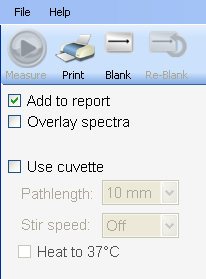 File Help
Measure Print Blank Re-Blank
Add to report
Overlay spectra
Use cuvette
Pathlength: 10 mm
Stir speed: Off
Heat to 37°C